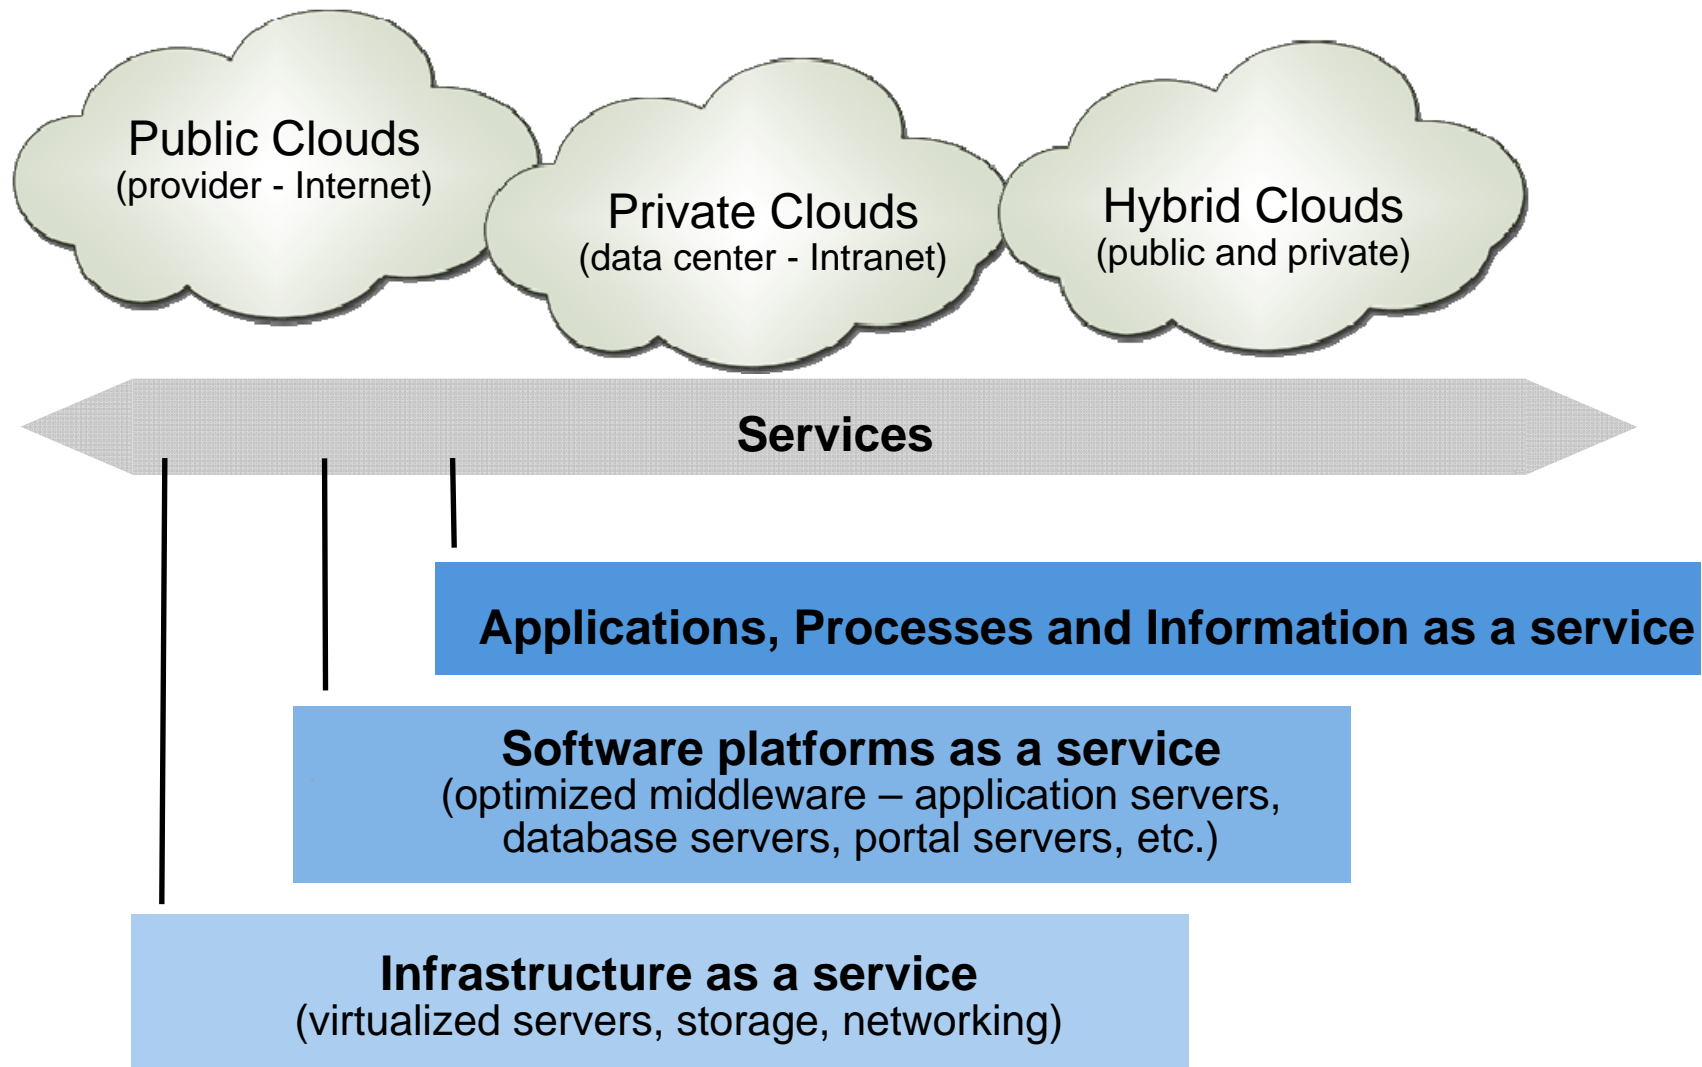 Public Clouds
(provider - Internet)
Private Clouds
(data center - Intranet)
Hybrid Clouds
(public and private)
Services
Applications, Processes and Information as a service
Software platforms as a service
(optimized middleware – application servers,
database servers, portal servers, etc.)
Infrastructure as a service
(virtualized servers, storage, networking)